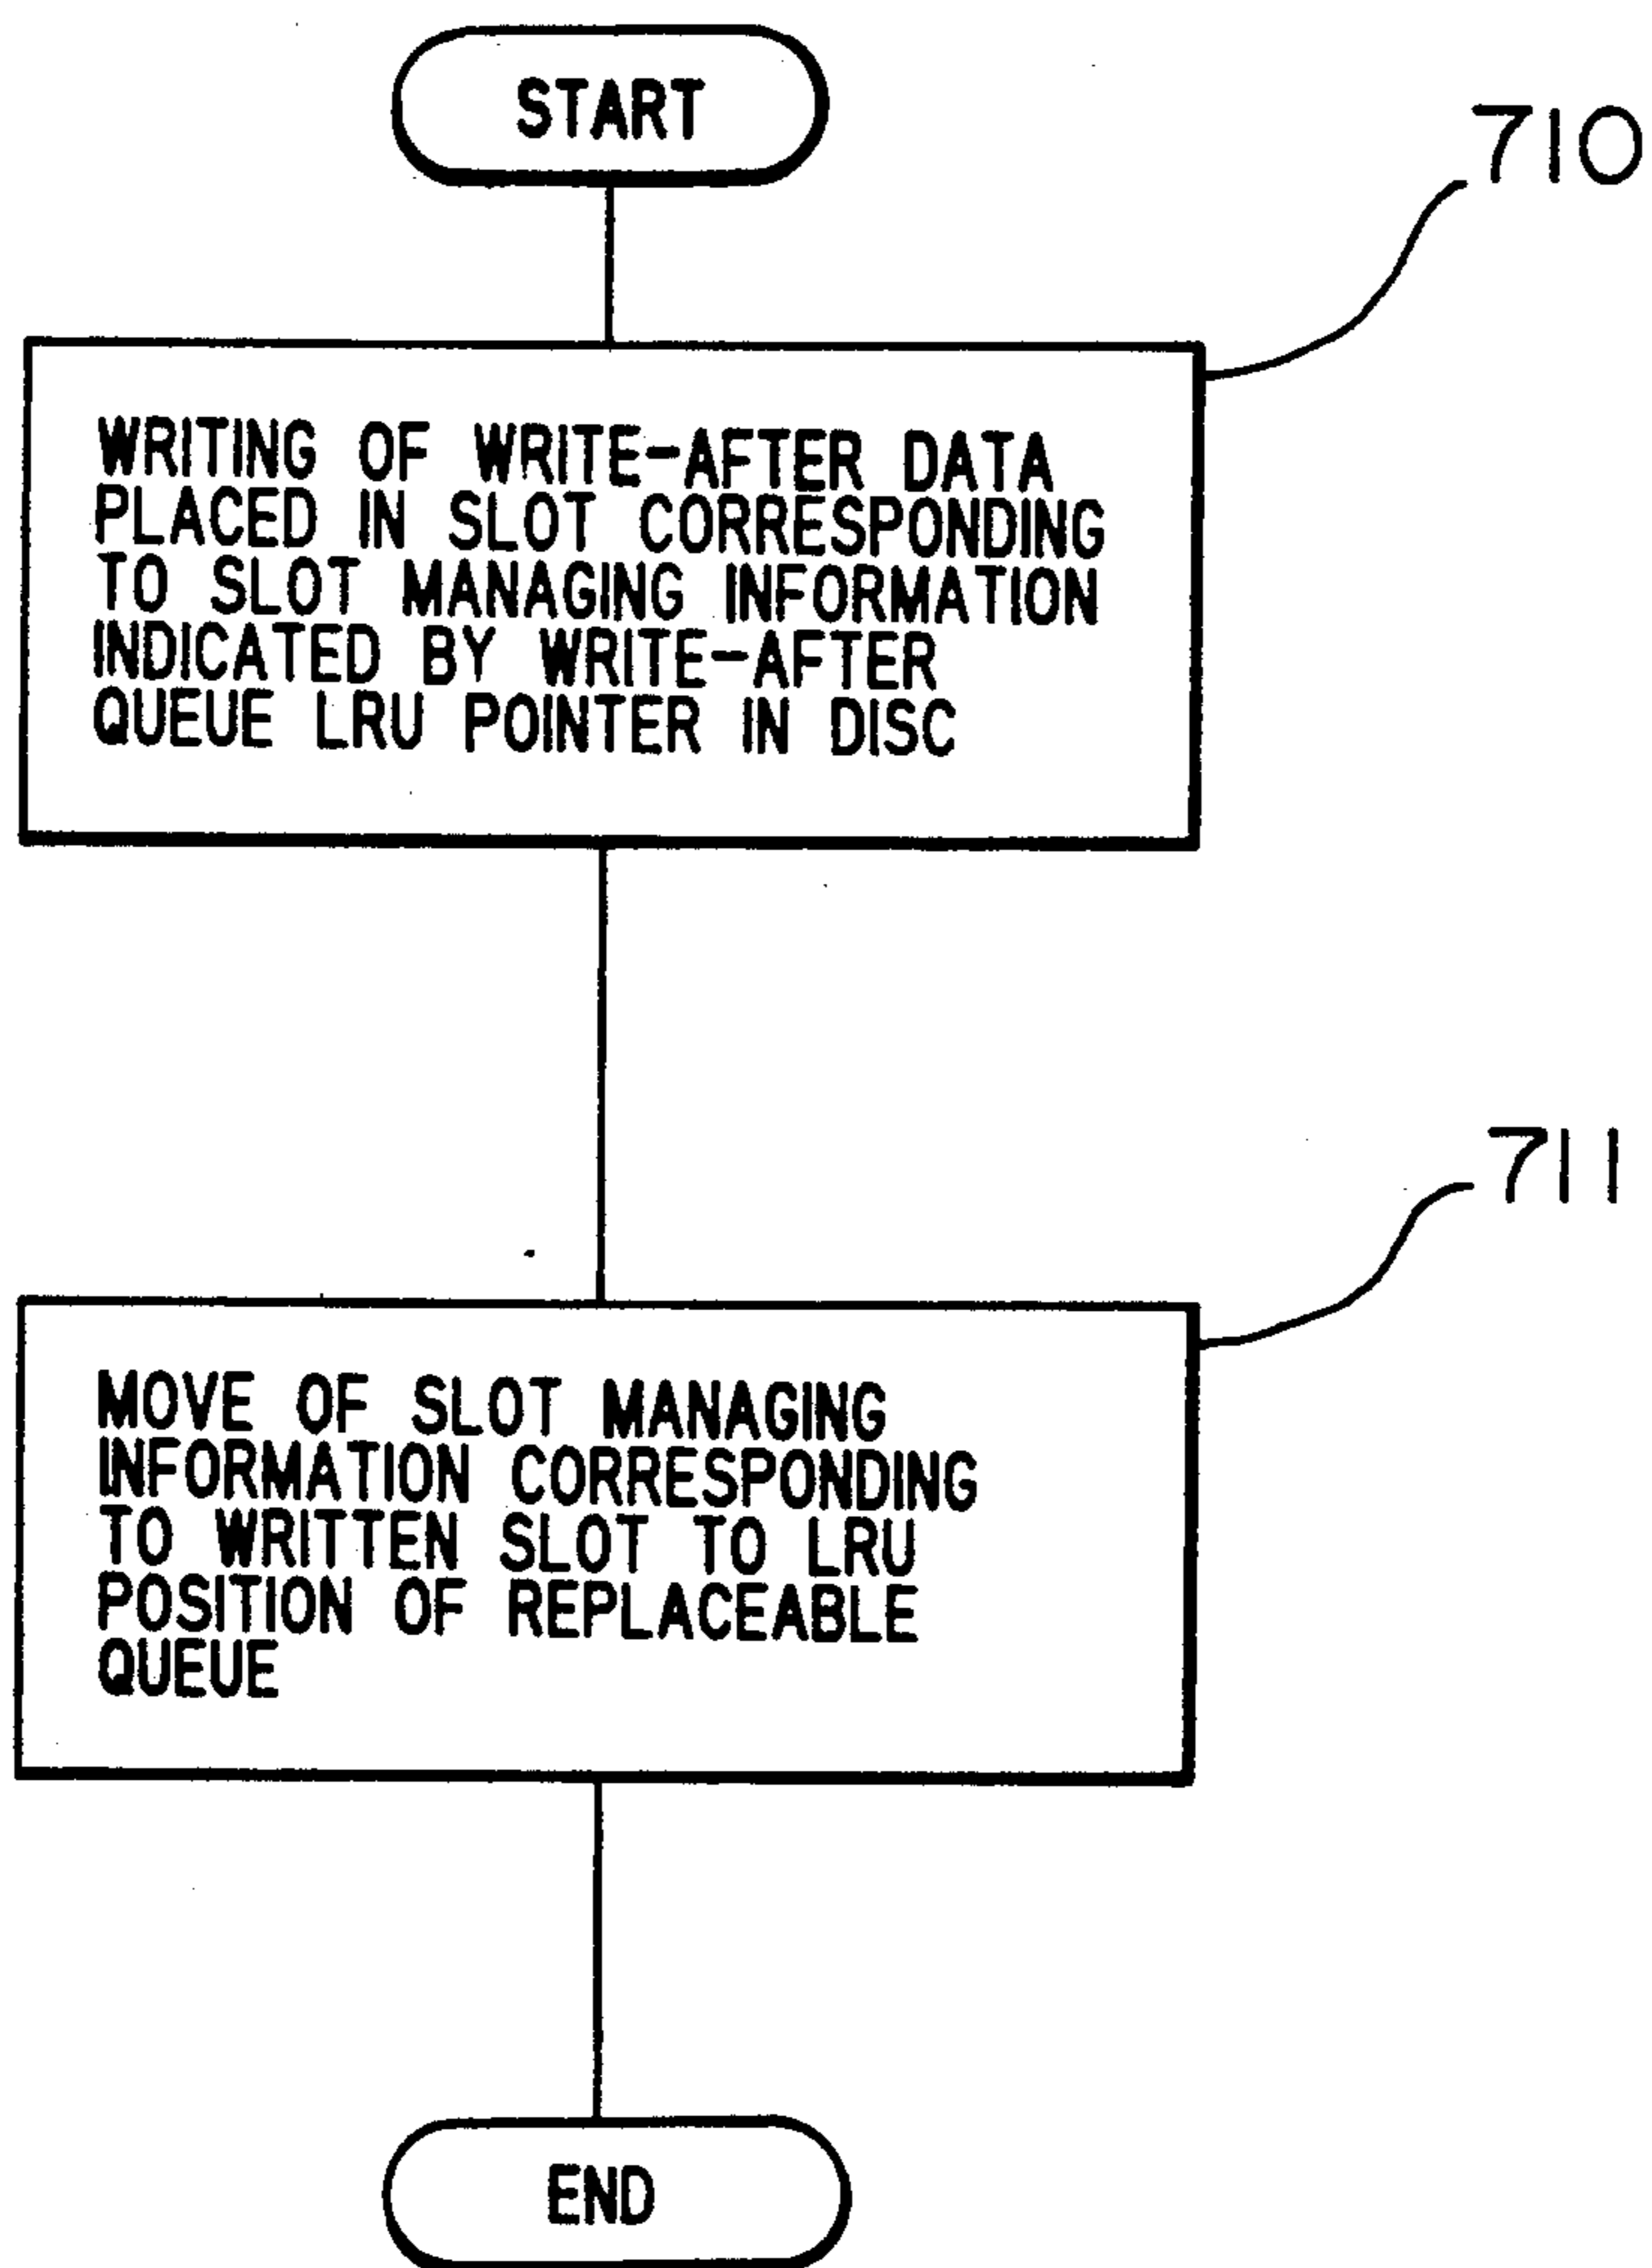 START
710
WRITING OF WRITE-AFTER DATA
PLACED IN SLOT CORRESPONDING
TO SLOT MANAGING INFORMATION
INDICATED BY WRITE-AFTER
QUEUE LRU POINTER IN DISC
711
MOVE OF SLOT MANAGING
INFORMATION CORRESPONDING
TO WRITTEN SLOT TO LRU
POSITION OF REPLACEABLE
QUEUE
END